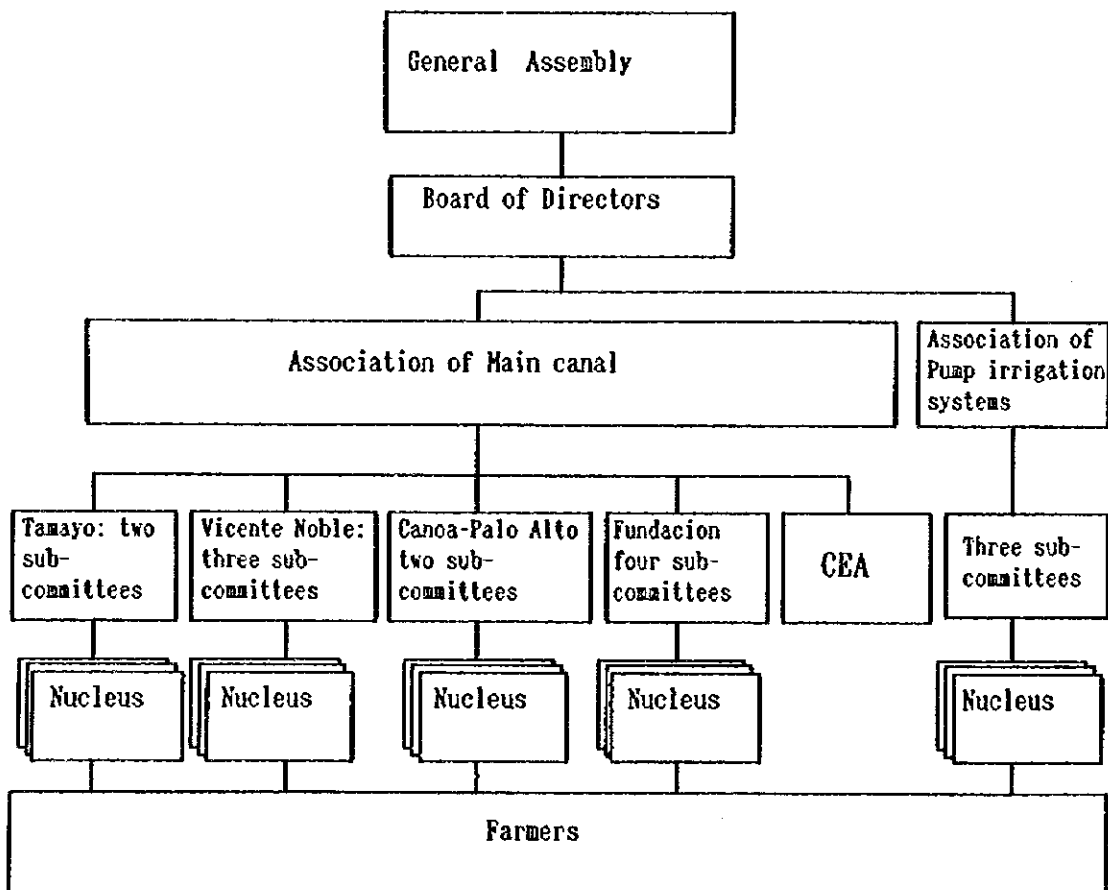 General Assembly
Board of Directors
Association of Main canal
Association of
Pump irrigation
systems
Tamayo: two
sub-
committees
Vicente Noble:
three sub-
committees
Canoa-Palo Alto
two sub-
committees
Fundacion
four sub-
committees
CEA
Three sub-
committees
Nucleus
Nucleus
Nucleus
Nucleus
Nucleus
Farmers